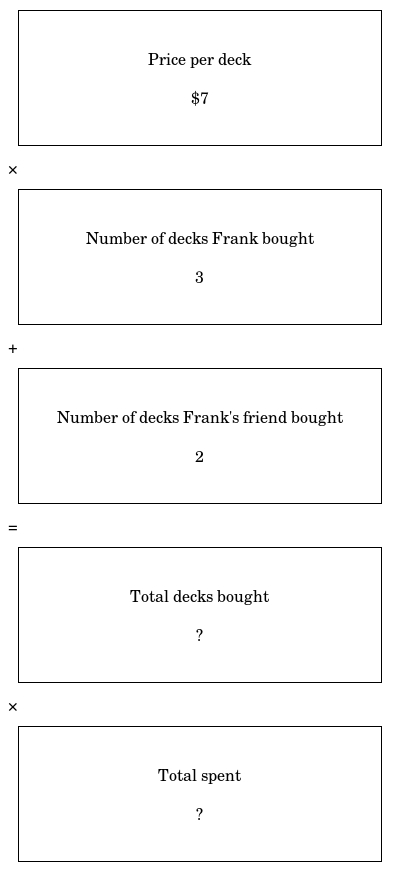 Price per deck
$7
×
Number of decks Frank bought
3
+
Number of decks Frank's friend bought
2
=
Total decks bought
?
×
Total spent
?